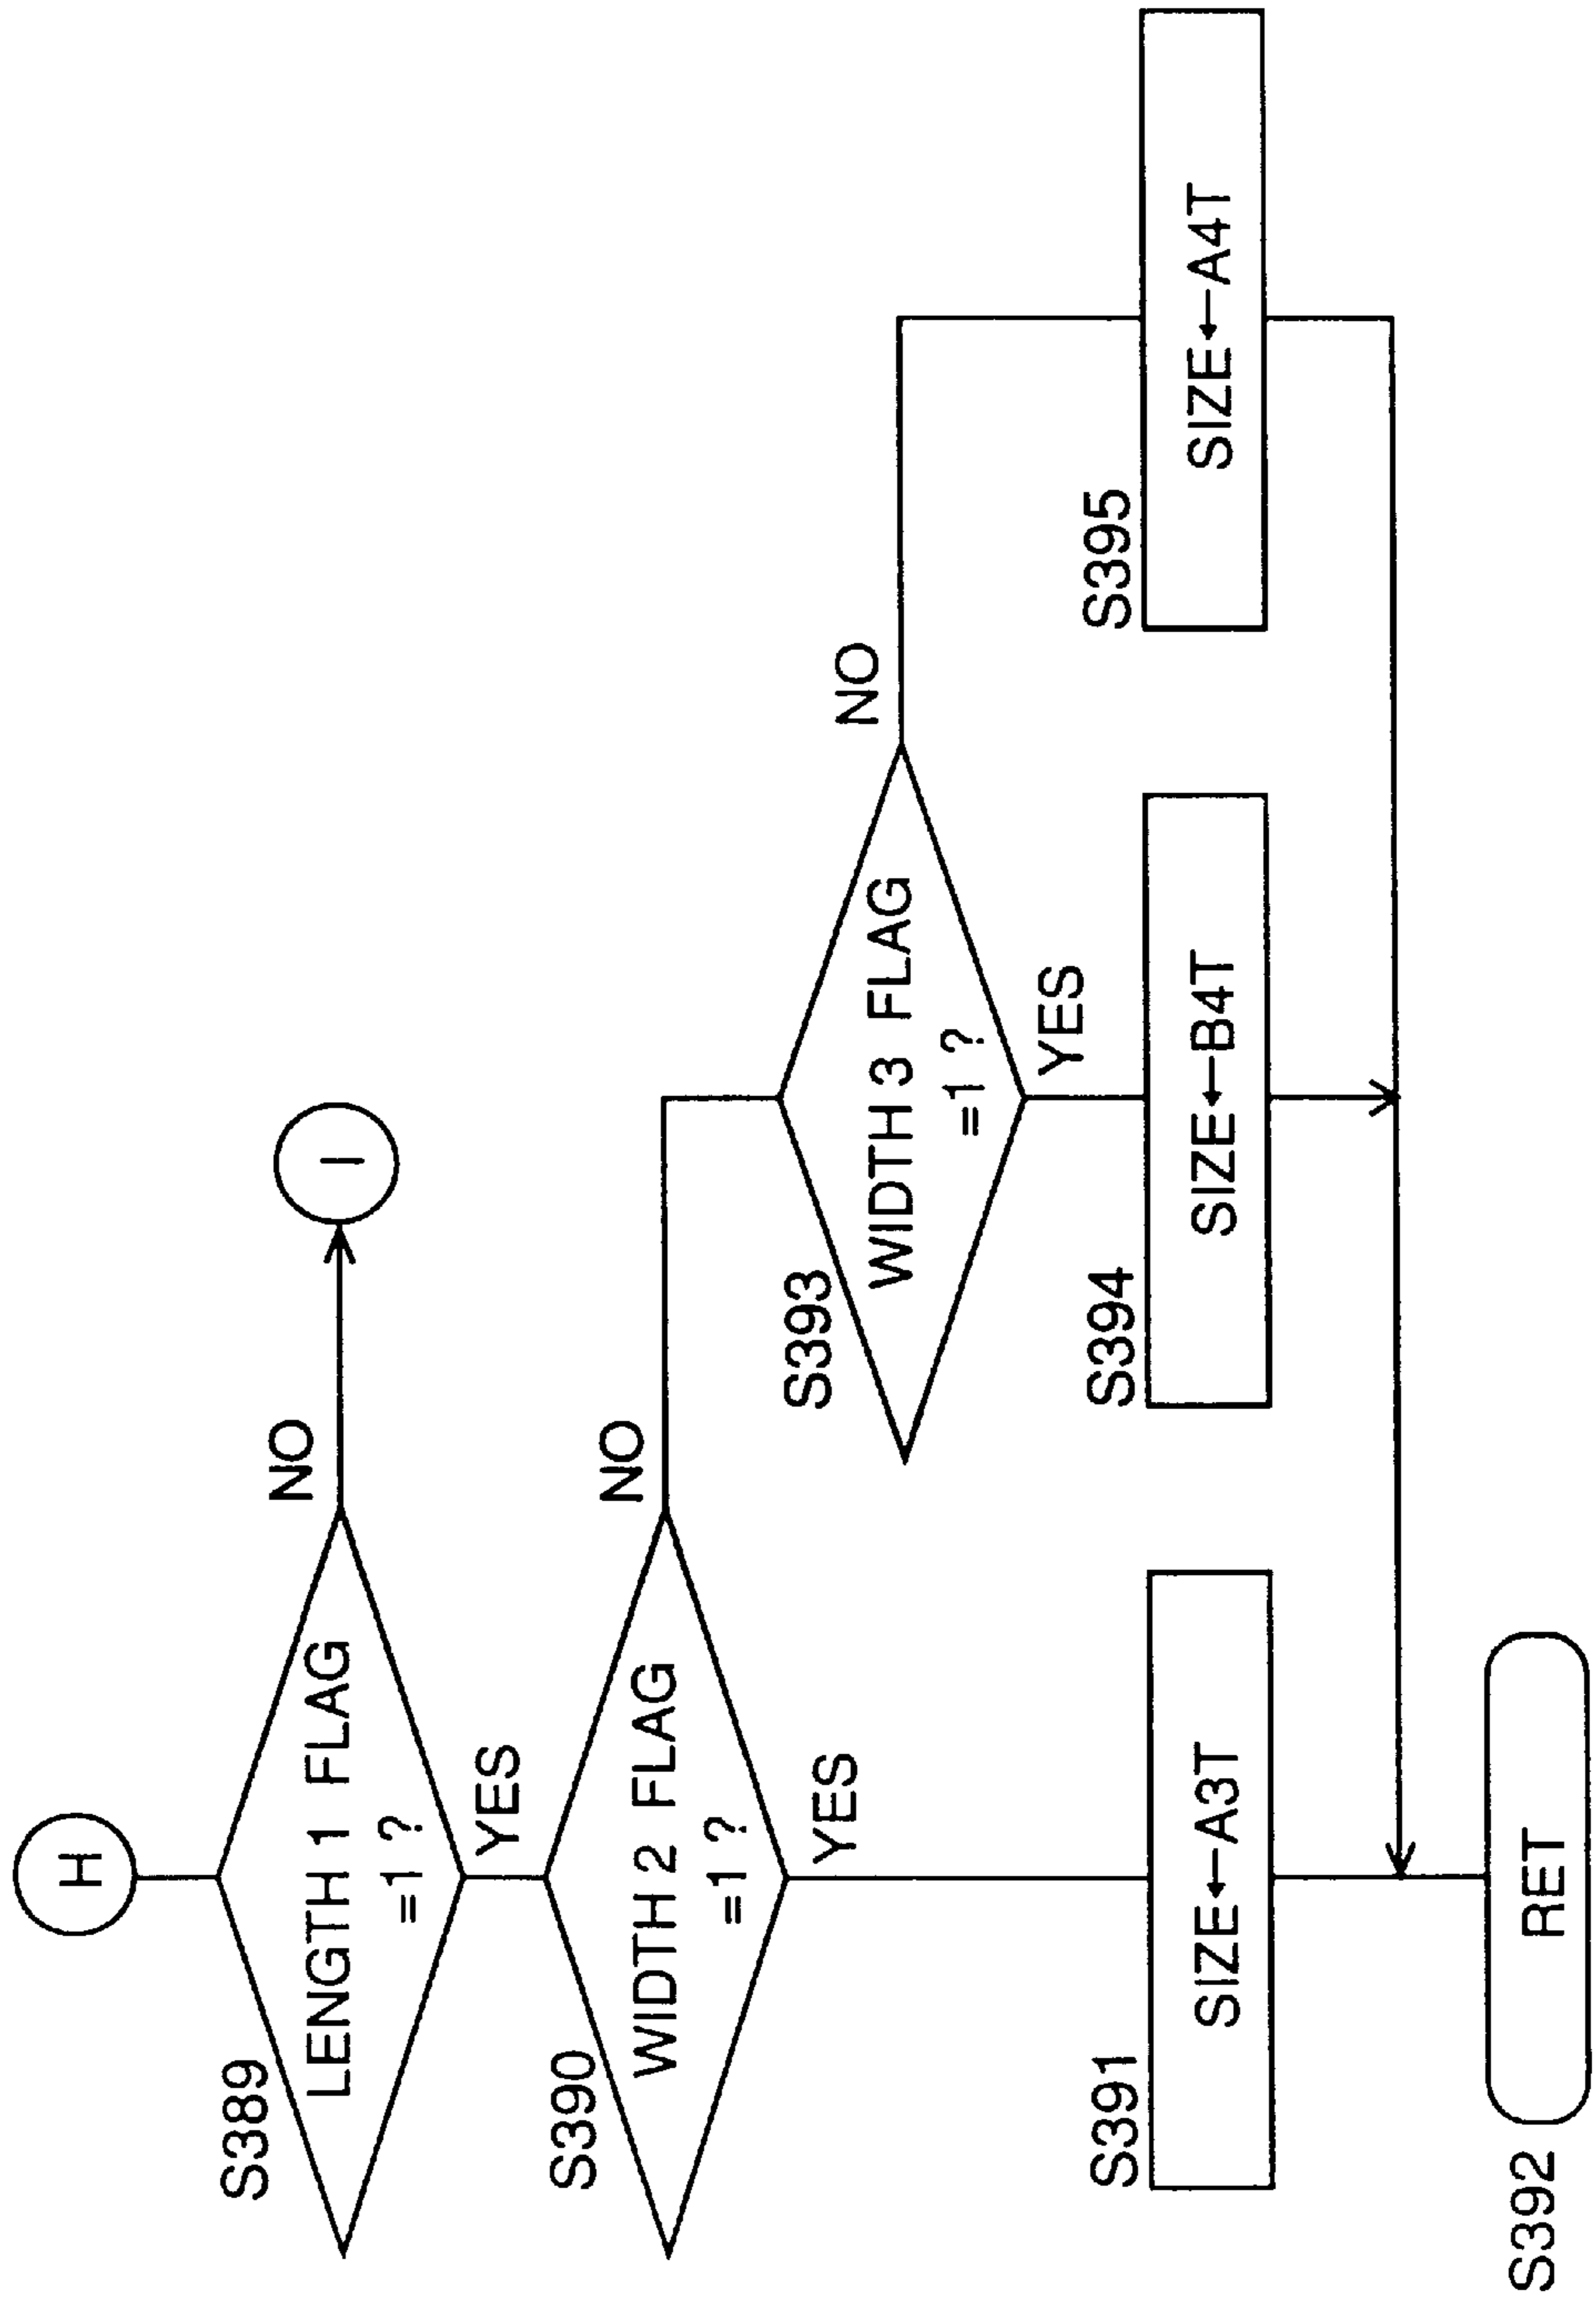 H
S389
LENGTH 1 FLAG
=1 ?
NO
I
YES
S390
WIDTH 2 FLAG
=1 ?
NO
YES
S393
WIDTH 3 FLAG
=1 ?
NO
YES
S391
SIZE←A3T
S394
SIZE←B4T
S395
SIZE←A4T
S392
RET